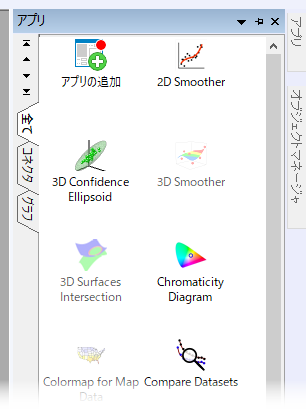 アプリ
全て
コネクタ
グラフ
アプリの追加
2D Smoother
3D Confidence
Ellipsoid
3D Smoother
3D Surfaces
Intersection
Chromaticity
Diagram
Colormap for Map
Data
Compare Datasets
アプリ
オブジェクトマネージャ